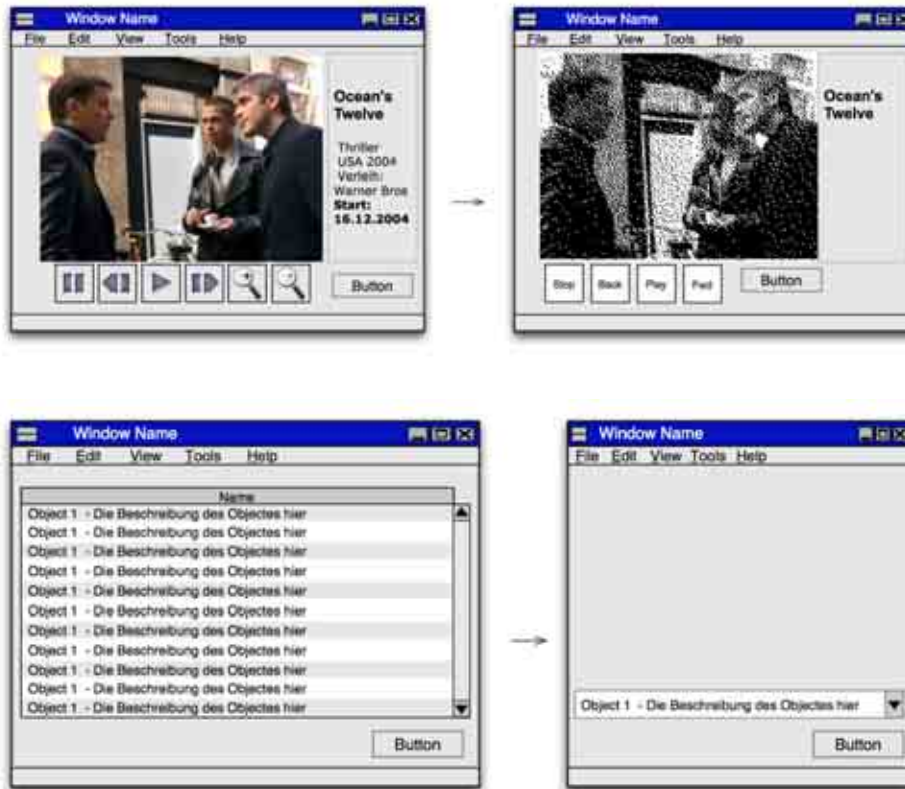 Window Name
File Edit View Tools Help
Ocean's
Twelve
Thriller
USA 2004
Verleih:
Warner Bros
Start:
16.12.2004
Button
Window Name
File Edit View Tools Help
Ocean's
Twelve
Stop Back Play Fwd
Button
Window Name
File Edit View Tools Help
Name
Object 1 - Die Beschreibung des Objectes hier
Object 1 - Die Beschreibung des Objectes hier
Object 1 - Die Beschreibung des Objectes hier
Object 1 - Die Beschreibung des Objectes hier
Object 1 - Die Beschreibung des Objectes hier
Object 1 - Die Beschreibung des Objectes hier
Object 1 - Die Beschreibung des Objectes hier
Object 1 - Die Beschreibung des Objectes hier
Object 1 - Die Beschreibung des Objectes hier
Object 1 - Die Beschreibung des Objectes hier
Object 1 - Die Beschreibung des Objectes hier
Button
Window Name
File Edit View Tools Help
Object 1 - Die Beschreibung des Objectes hier
Button